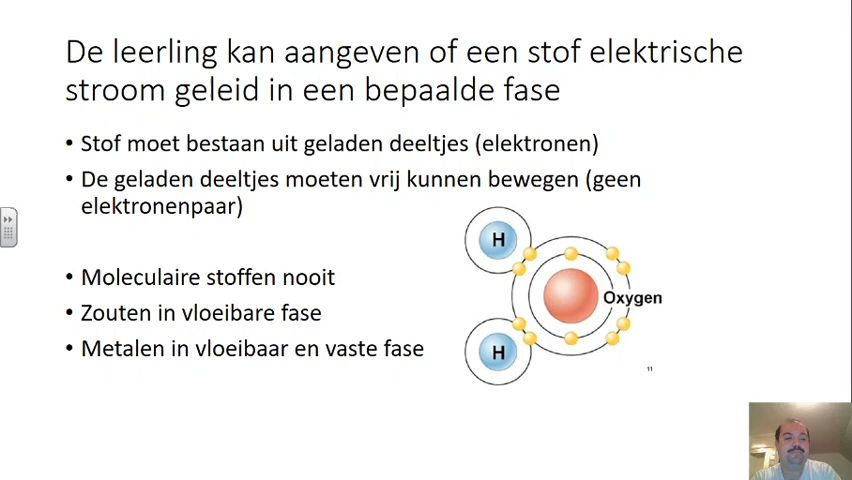 De leerling kan aangeven of een stof elektrische
stroom geleid in een bepaalde fase
• Stof moet bestaan uit geladen deeltjes (elektronen)
• De geladen deeltjes moeten vrij kunnen bewegen (geen
elektronenpaar)
• Moleculaire stoffen nooit
• Zouten in vloeibare fase
• Metalen in vloeibaar en vaste fase
H
Oxygen
H
11